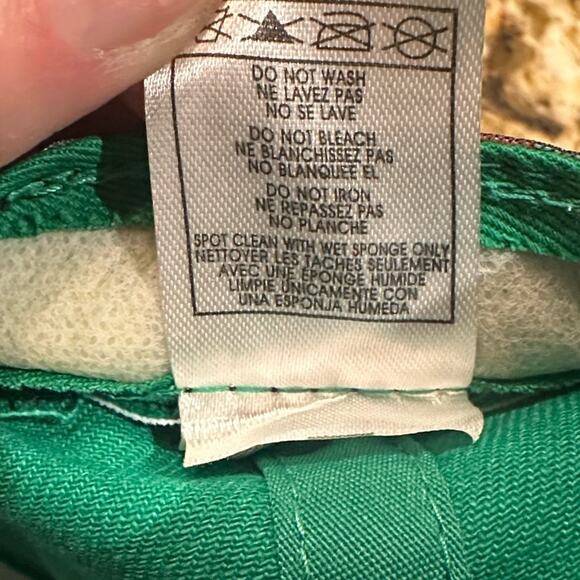 DO NOT WASH
NE LAVEZ PAS
NO SE LAVE
DO NOT BLEACH
NE BLANCHISSEZ PAS
NO BLANQUEE EL
DO NOT IRON
NE REPASSEZ PAS
NO PLANCHE
SPOT CLEAN WITH WET SPONGE ONLY
NETTOYER LES TACHES SEULEMENT
AVEC UNE ÉPONGE HUMIDE
LIMPIE ÚNICAMENTE CON
UNA ESPONJA HUMEDA